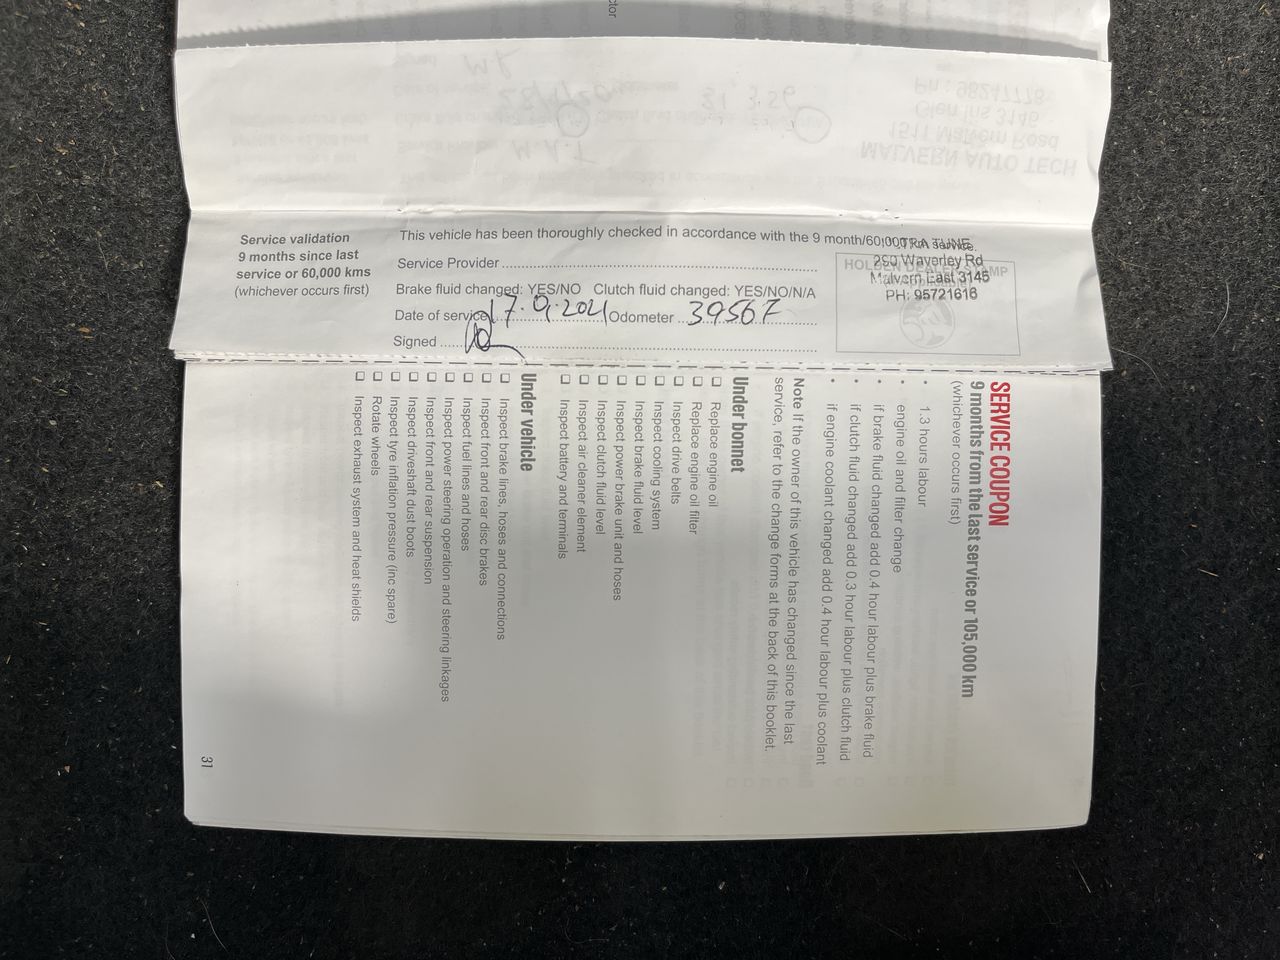 Service validation
9 months since last
service or 60,000 kms
(whichever occurs first)
This vehicle has been thoroughly checked in accordance with the 9 month/60,000 km service.
Service Provider
Brake fluid changed: YES/NO Clutch fluid changed: YES/NO/N/A
Date of service 17.9.2021 Odometer 39567
Signed
HOLDEN DEALER STAMP
ULTRA TUNE
290 Waverley Rd
Malvern East 3145
PH: 95721616
SERVICE COUPON
9 months from the last service or 105,000 km
(whichever occurs first)
• 1.3 hours labour
• engine oil and filter change
• if brake fluid changed add 0.4 hour labour plus brake fluid
• if clutch fluid changed add 0.3 hour labour plus clutch fluid
• if engine coolant changed add 0.4 hour labour plus coolant
Note If the owner of this vehicle has changed since the last
service, refer to the change forms at the back of this booklet.
Under bonnet
Replace engine oil
Replace engine oil filter
Inspect drive belts
Inspect cooling system
Inspect brake fluid level
Inspect power brake unit and hoses
Inspect clutch fluid level
Inspect air cleaner element
Inspect battery and terminals
Under vehicle
Inspect brake lines, hoses and connections
Inspect front and rear disc brakes
Inspect fuel lines and hoses
Inspect power steering operation and steering linkages
Inspect front and rear suspension
Inspect driveshaft dust boots
Inspect tyre inflation pressure (inc spare)
Rotate wheels
Inspect exhaust system and heat shields
31
MALVERN AUTO TECH
1511 Malvern Road
Glen Iris 3146
Ph: 98247778